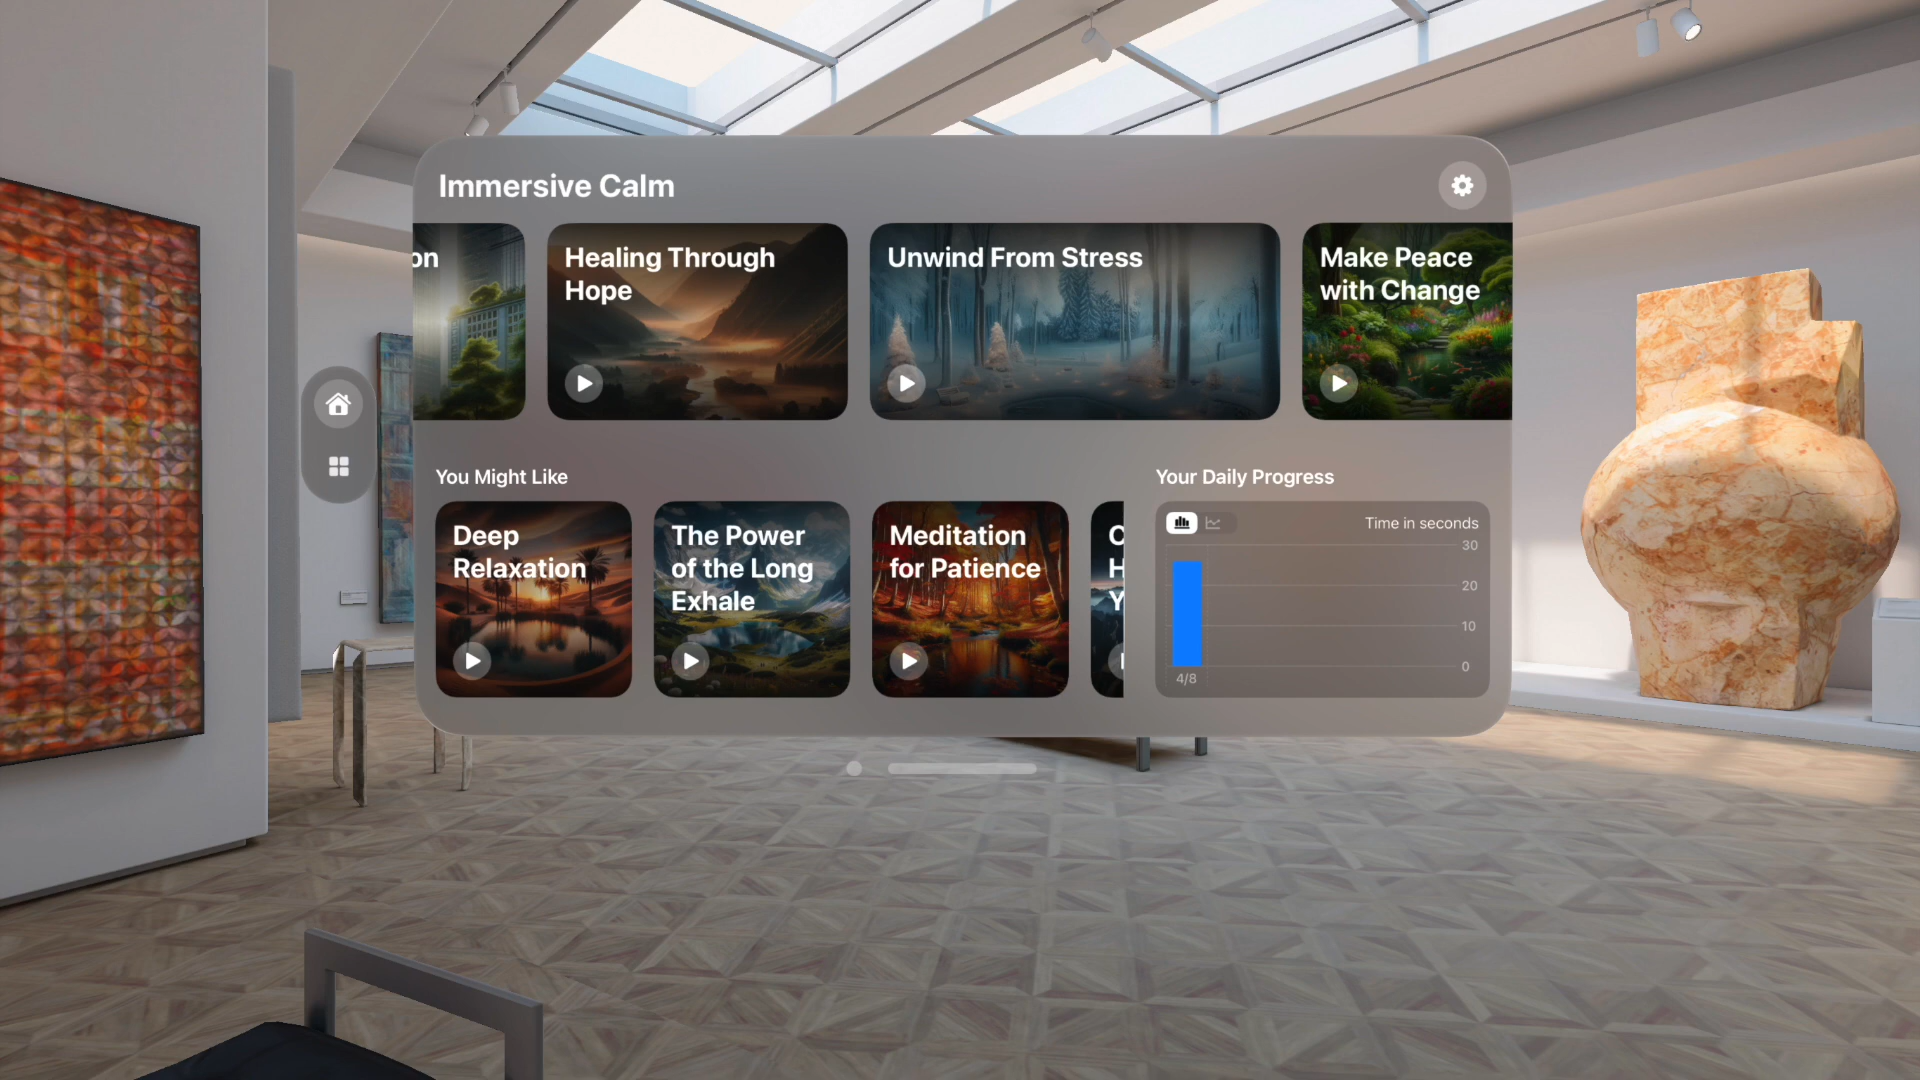 Immersive Calm
on
Healing Through
Hope
Unwind From Stress
Make Peace
with Change
You Might Like
Deep
Relaxation
The Power
of the Long
Exhale
Meditation
for Patience
Your Daily Progress
Time in seconds
30
20
10
0
4/8